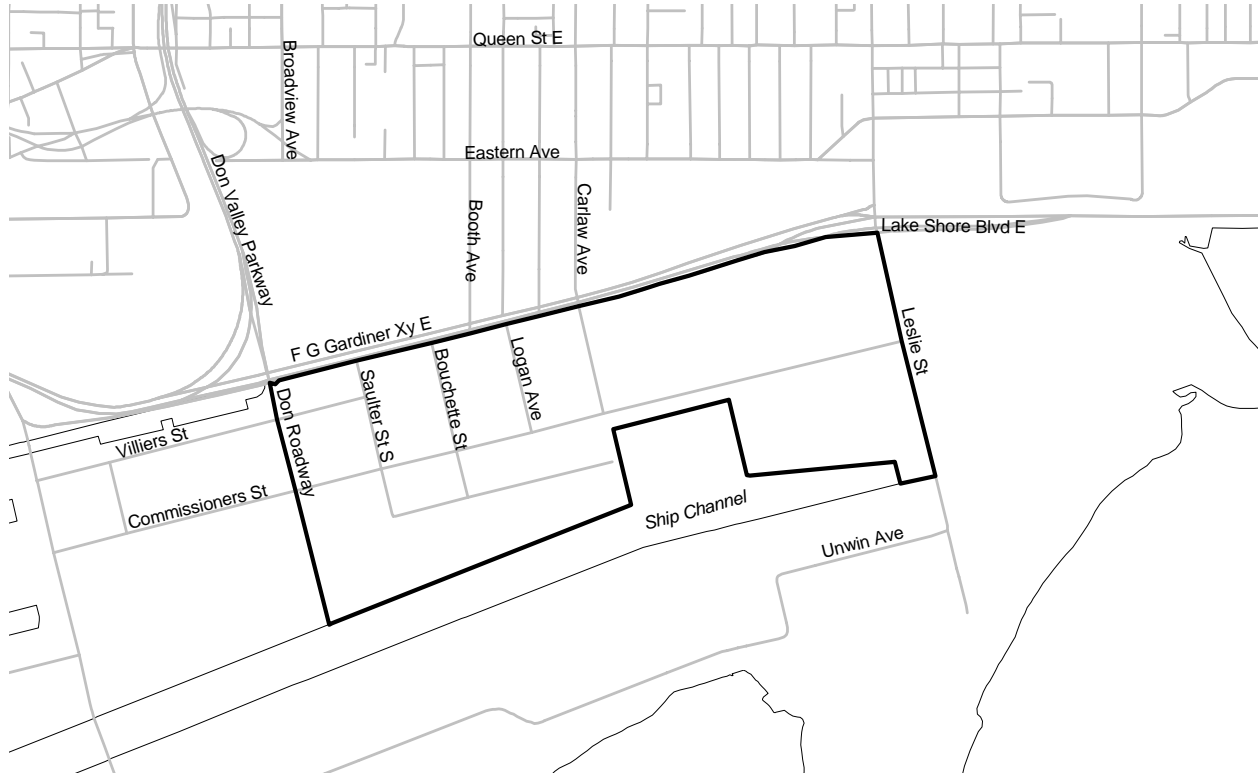 Queen St E
Broadview Ave
Eastern Ave
Don Valley Parkway
Booth Ave
Carlaw Ave
Lake Shore Blvd E
F G Gardiner Xy E
Leslie St
Logan Ave
Bouchette St
Saulter St S
Don Roadway
Villiers St
Commissioners St
Ship Channel
Unwin Ave